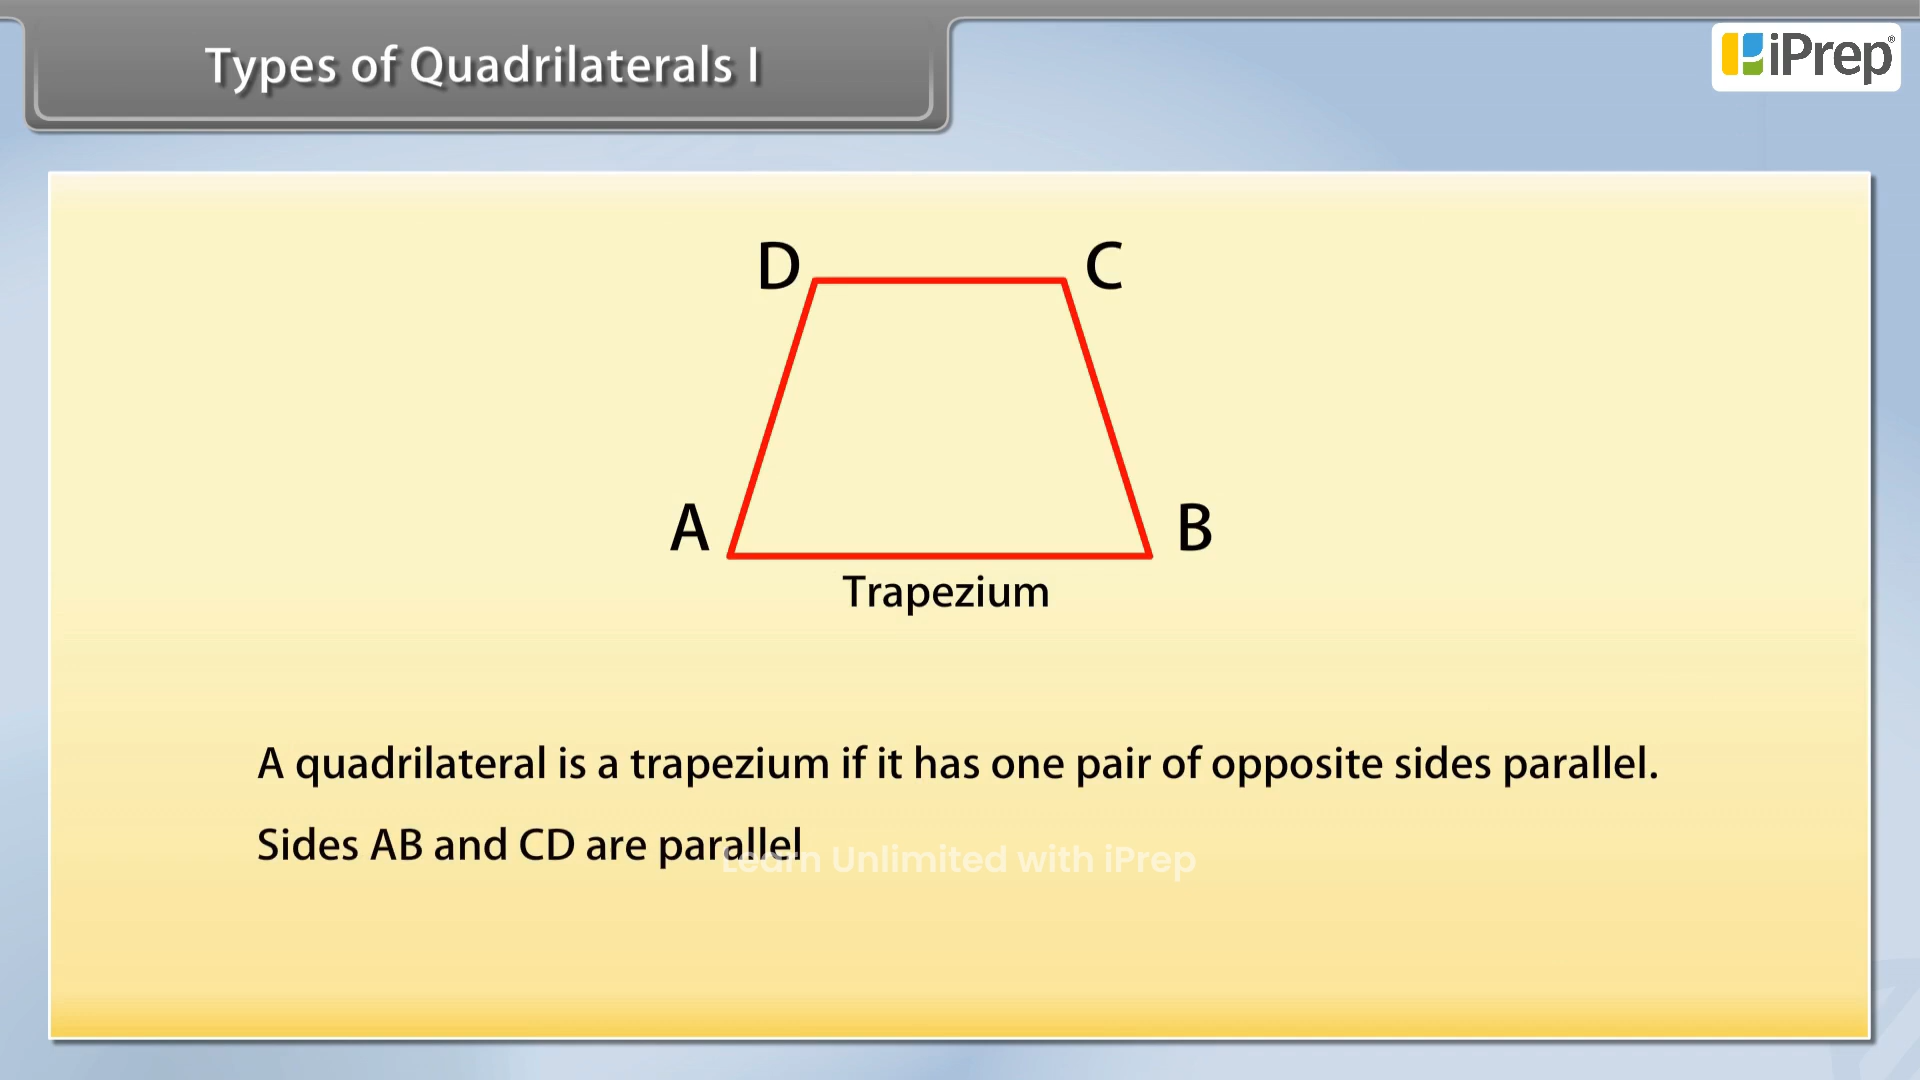 Types of Quadrilaterals I
iPrep®
D
C
A
B
Trapezium
A quadrilateral is a trapezium if it has one pair of opposite sides parallel.
Sides AB and CD are parallel
Learn Unlimited with iPrep